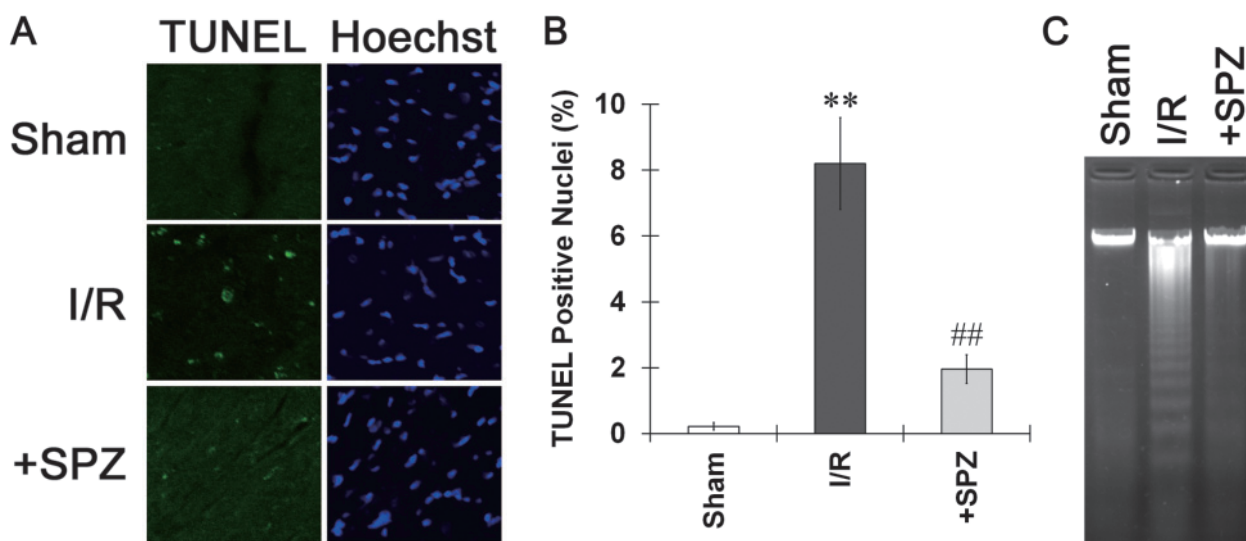 A
TUNEL Hoechst
Sham
I/R
+SPZ
B
TUNEL Positive Nuclei (%)
10
8
6
4
2
0
**
##
Sham
I/R
+SPZ
C
Sham
I/R
+SPZ